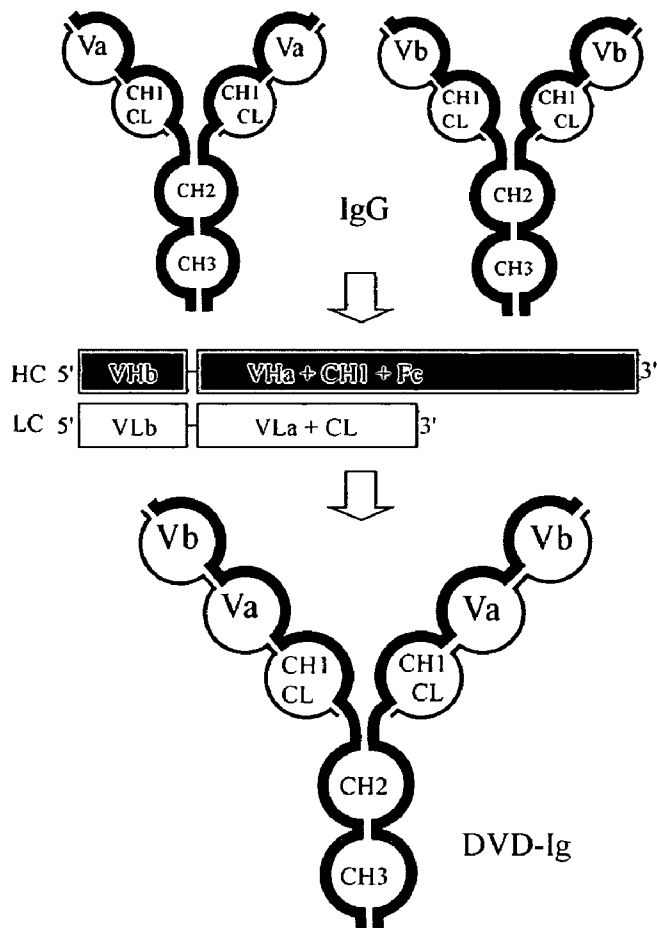 Va Va Vb Vb
CH1 CH1 CH1 CH1
CL CL CL CL
CH2 CH2
IgG
CH3 CH3
HC 5' VHb VHa + CH1 + Fc 3'
LC 5' VLb VLa + CL 3'
Vb Vb
Va Va
CH1 CH1
CL CL
CH2
DVD-Ig
CH3